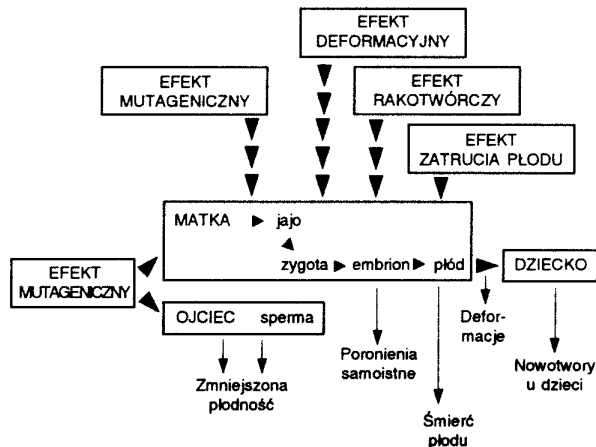 EFEKT
DEFORMACYJNY
EFEKT
MUTAGENICZNY
EFEKT
RAKOTWÓRCZY
EFEKT
ZATRUCIA PŁODU
MATKA jajo
zygota embrion płód
DZIECKO
EFEKT
MUTAGENICZNY
OJCIEC sperma
Defor-
macje
Poronienia
samoistne
Nowotwory
u dzieci
Zmniejszona
płodność
Śmierć
płodu